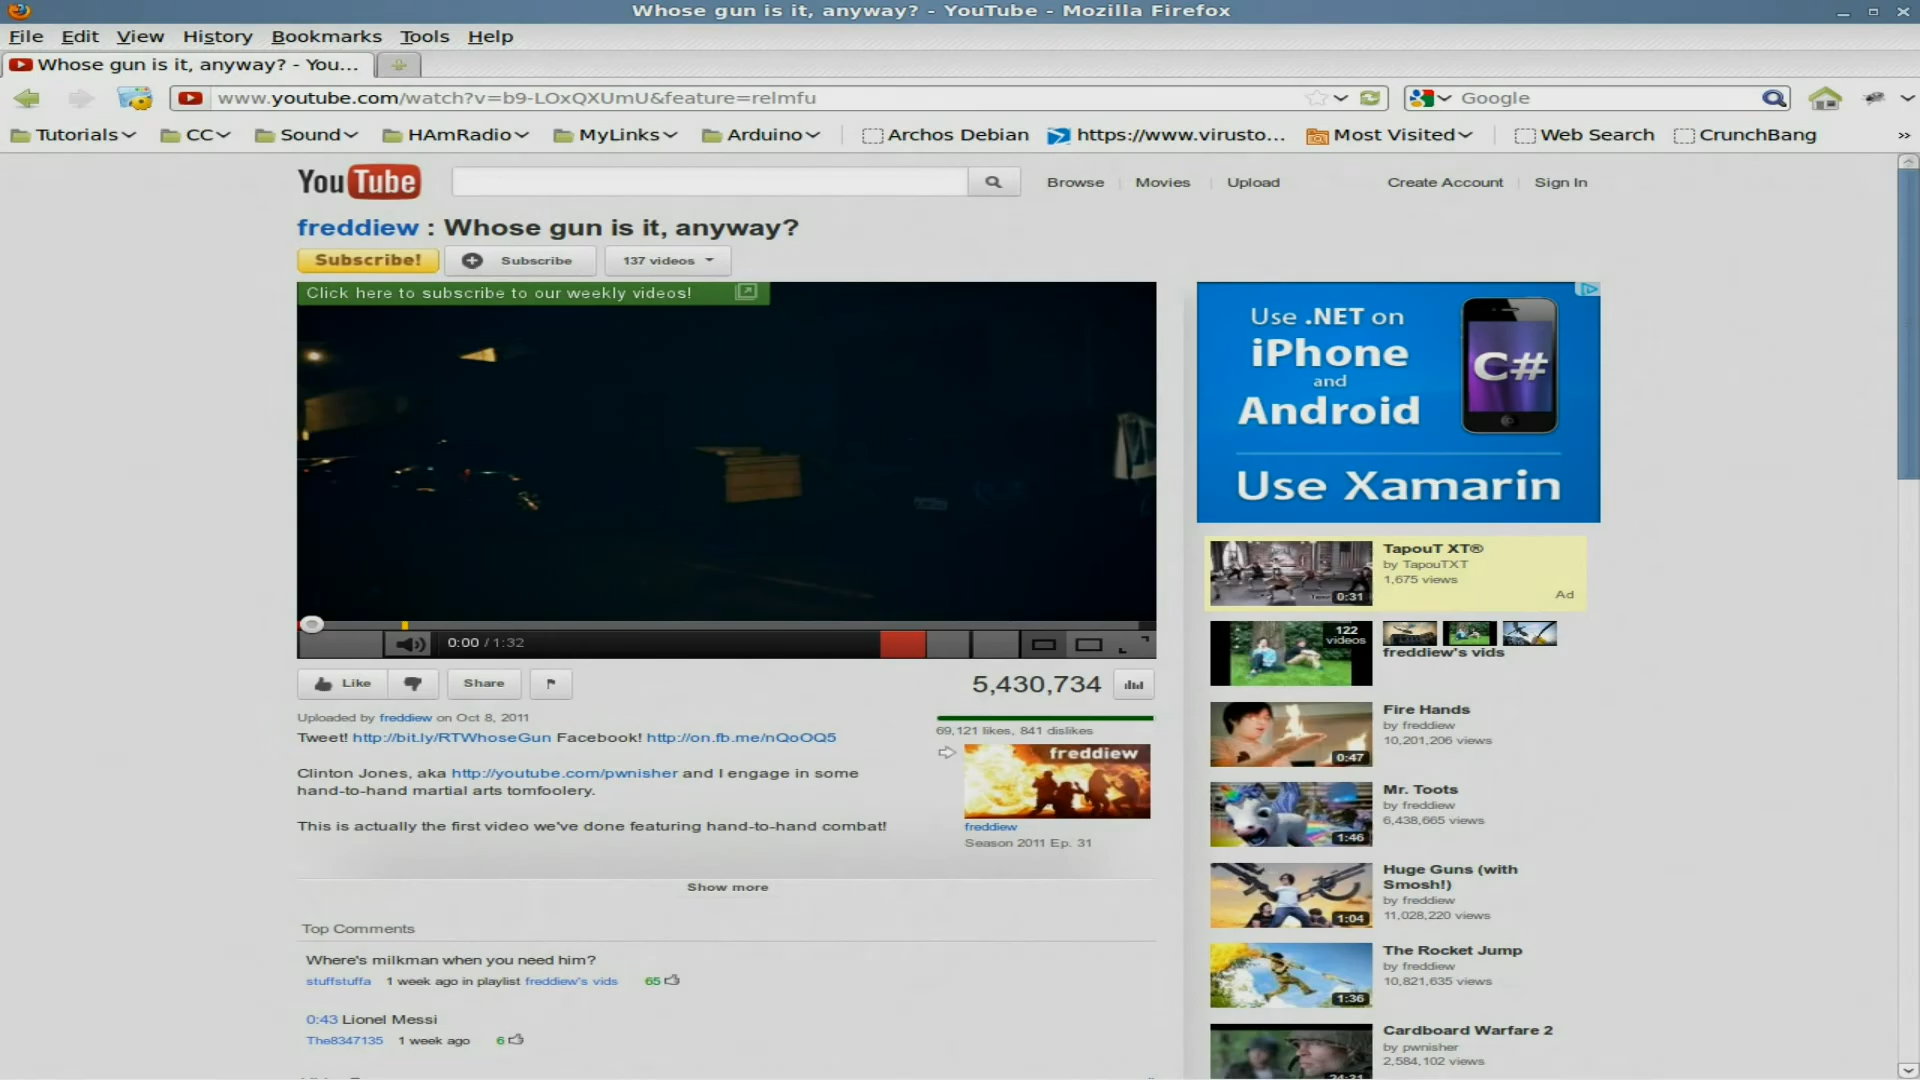 Whose gun is it, anyway? - YouTube - Mozilla Firefox
File Edit View History Bookmarks Tools Help
Whose gun is it, anyway? - You...
www.youtube.com/watch?v=b9-LOxQXUmU&feature=relmfu
Google
Tutorials CC Sound HAmRadio MyLinks Arduino Archos Debian https://www.virusto... Most Visited Web Search CrunchBang »
YouTube
Browse Movies Upload Create Account Sign In
freddiew : Whose gun is it, anyway?
Subscribe! Subscribe 137 videos
Click here to subscribe to our weekly videos!
0:00 / 1:32
Like Share 5,430,734
Uploaded by freddiew on Oct 8, 2011
69,121 likes, 841 dislikes
Tweet! http://bit.ly/RTWhoseGun Facebook! http://on.fb.me/nQoOQ5
Clinton Jones, aka http://youtube.com/pwnisher and I engage in some
hand-to-hand martial arts tomfoolery.
This is actually the first video we've done featuring hand-to-hand combat!
freddiew
freddiew
Season 2011 Ep. 31
Show more
Top Comments
Where's milkman when you need him?
stuffstuffa 1 week ago in playlist freddiew's vids 65
0:43 Lionel Messi
The8347135 1 week ago 6
Use .NET on
iPhone
and
Android
C#
Use Xamarin
TapouT XT®
by TapouTXT
1,675 views
Ad
0:31
122
videos
freddiew's vids
Fire Hands
by freddiew
10,201,206 views
0:47
Mr. Toots
by freddiew
6,438,665 views
1:46
Huge Guns (with
Smosh!)
by freddiew
11,028,220 views
1:04
The Rocket Jump
by freddiew
10,821,635 views
1:36
Cardboard Warfare 2
by pwnisher
2,584,102 views